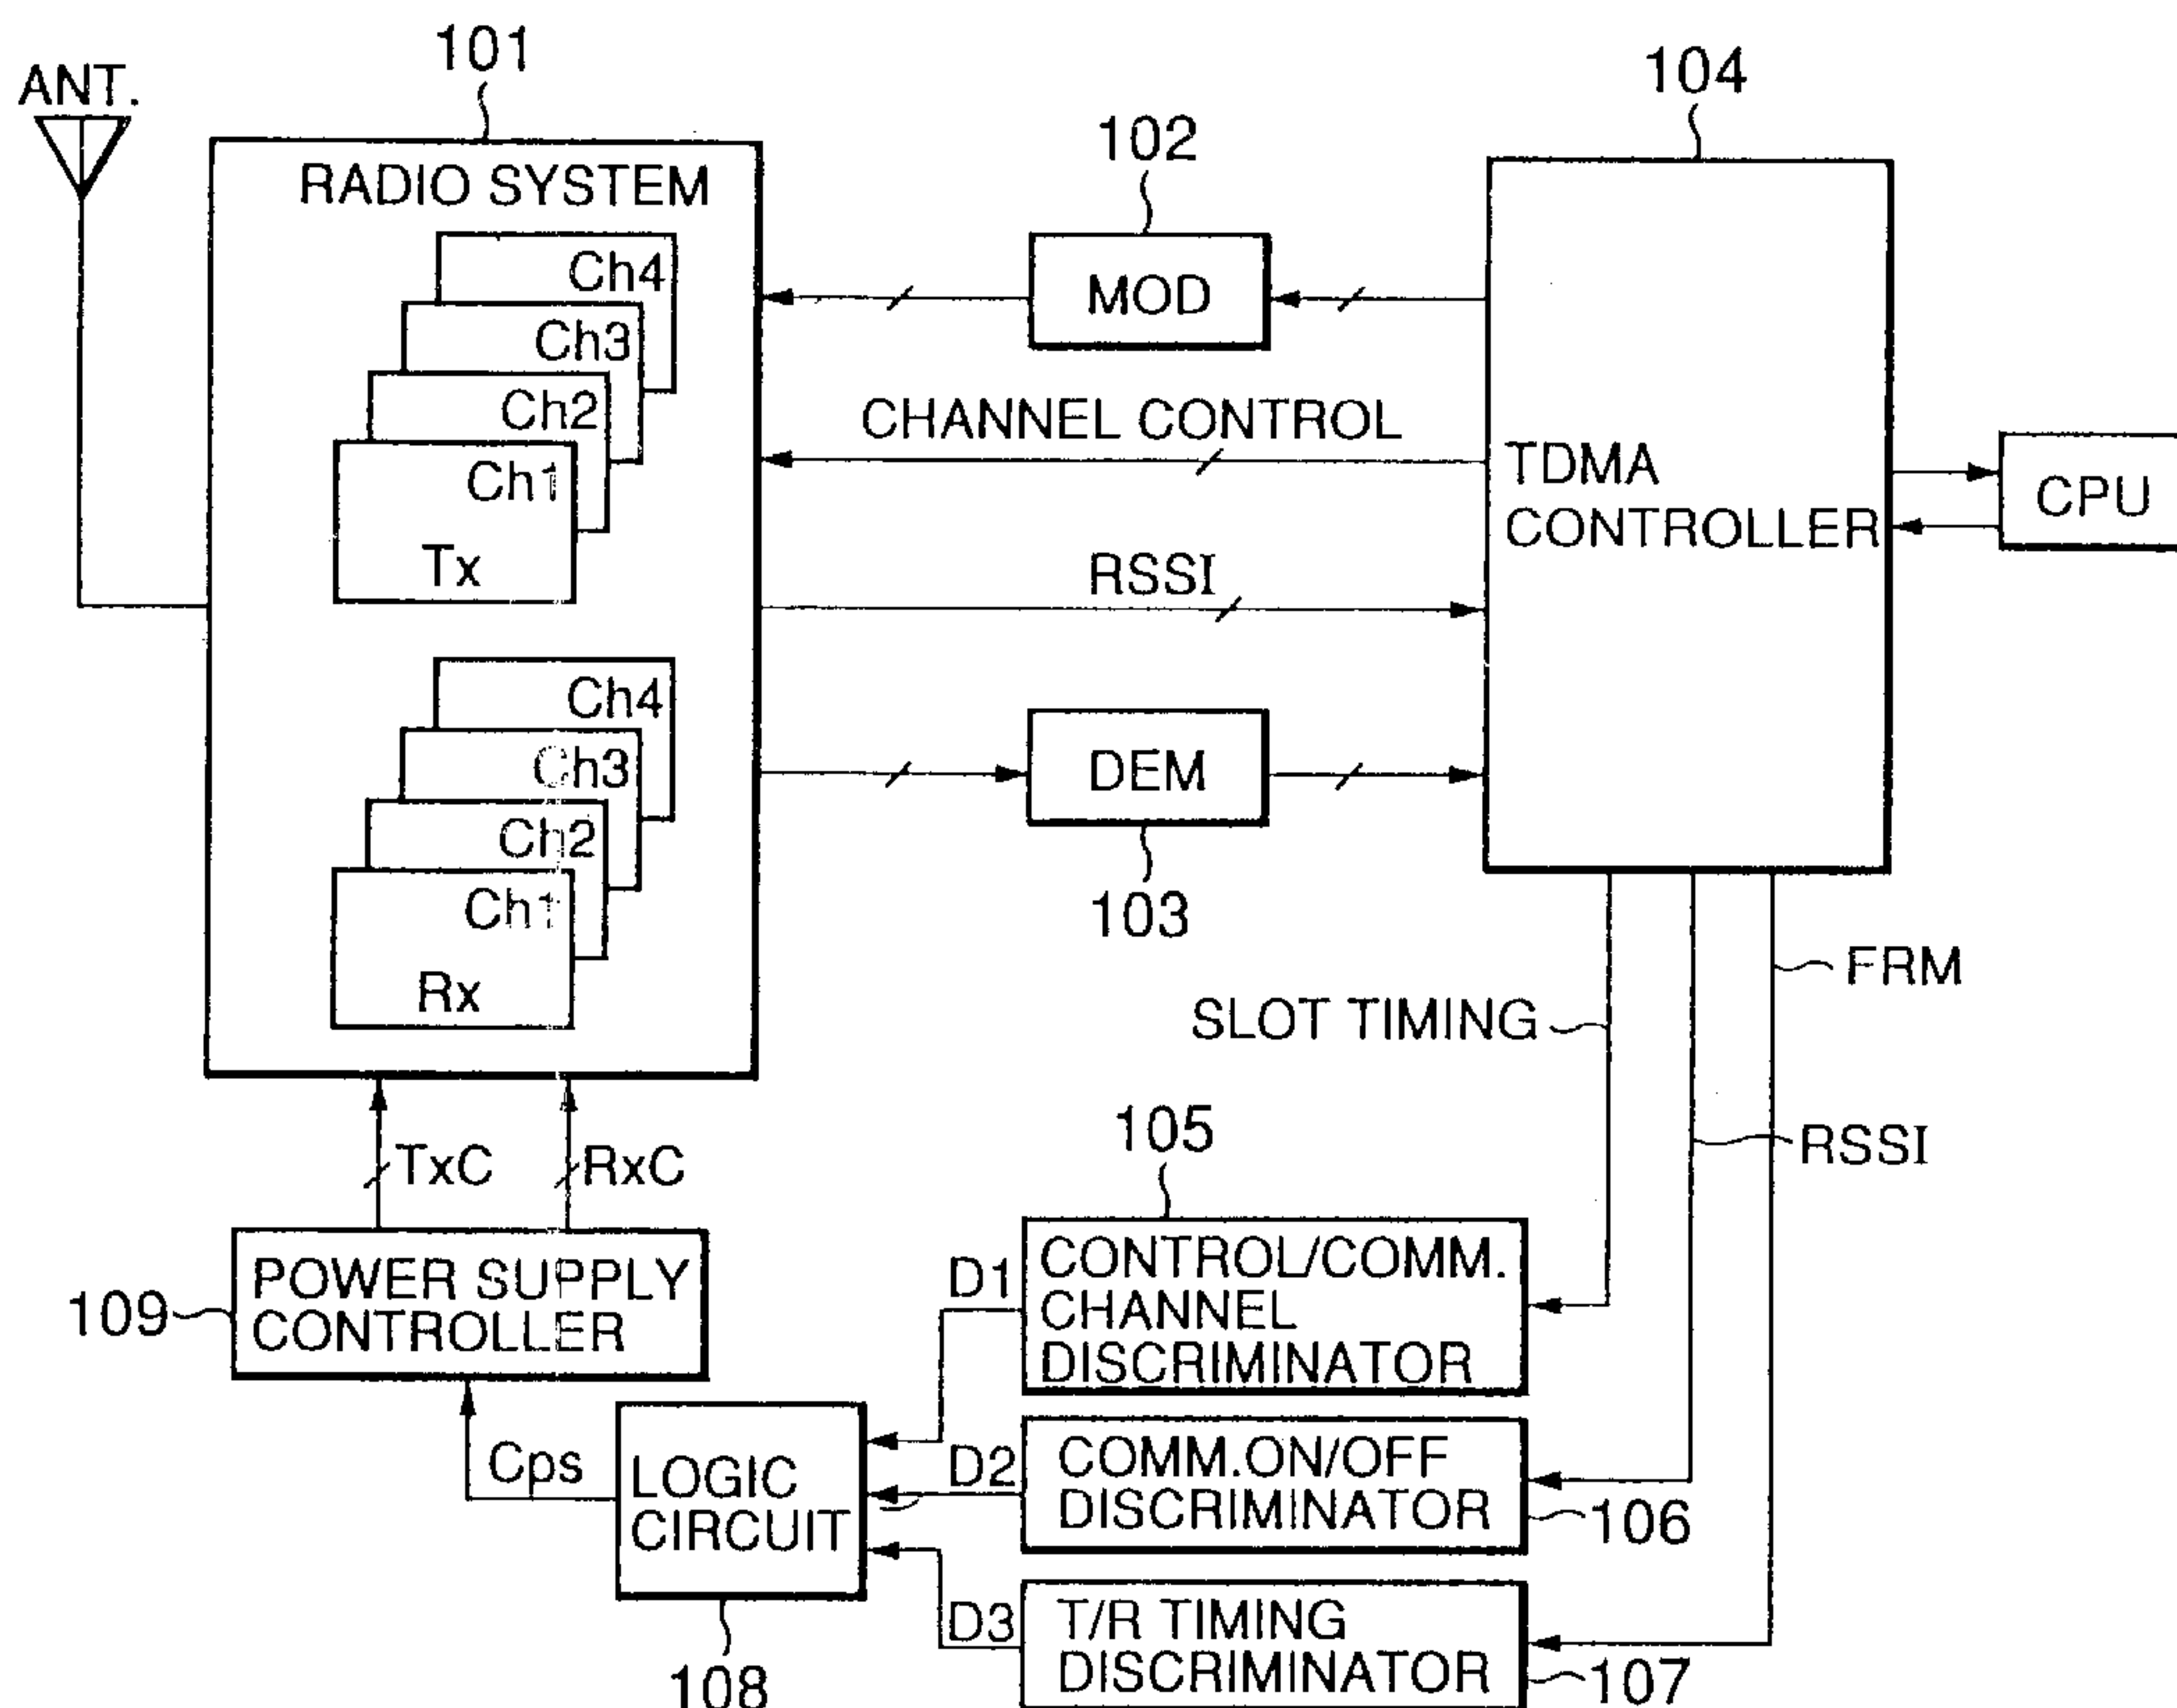 ANT.
101
RADIO SYSTEM
Ch4
Ch3
Ch2
Ch1
Tx
Ch4
Ch3
Ch2
Ch1
Rx
102
MOD
CHANNEL CONTROL
RSSI
DEM
103
104
TDMA
CONTROLLER
CPU
SLOT TIMING
FRM
RSSI
TxC
RxC
109
POWER SUPPLY
CONTROLLER
Cps
LOGIC
CIRCUIT
108
D1
D2
D3
105
CONTROL/COMM.
CHANNEL
DISCRIMINATOR
COMM.ON/OFF
DISCRIMINATOR
106
T/R TIMING
DISCRIMINATOR
107